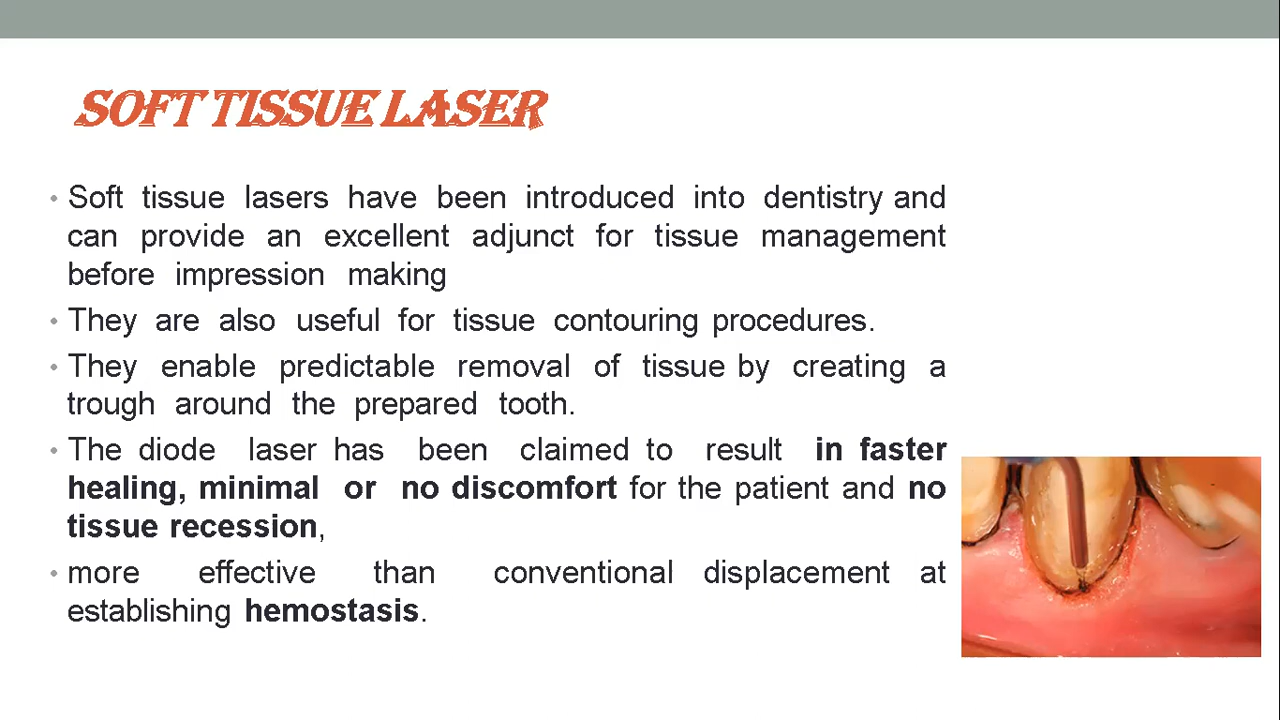 SOFT TISSUE LASER
• Soft tissue lasers have been introduced into dentistry and
can provide an excellent adjunct for tissue management
before impression making
• They are also useful for tissue contouring procedures.
• They enable predictable removal of tissue by creating a
trough around the prepared tooth.
• The diode laser has been claimed to result in faster
healing, minimal or no discomfort for the patient and no
tissue recession,
• more effective than conventional displacement at
establishing hemostasis.